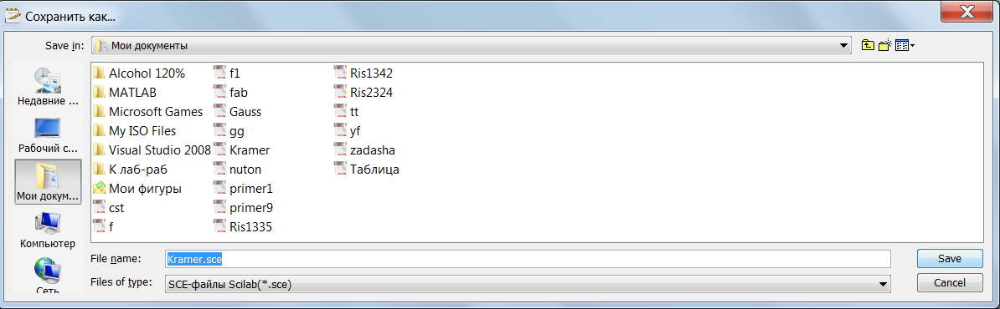 Сохранить как...
Save in:
Мои документы
Недавние ...
Рабочий с...
Мои докум...
Компьютер
Сеть
Alcohol 120%
MATLAB
Microsoft Games
My ISO Files
Visual Studio 2008
К лаб-раб
Мои фигуры
cst
f
f1
fab
Gauss
gg
Kramer
nuton
primer1
primer9
Ris1335
Ris1342
Ris2324
tt
yf
zadasha
Таблица
File name:
Kramer.sce
Save
Files of type:
SCE-файлы Scilab(*.sce)
Cancel